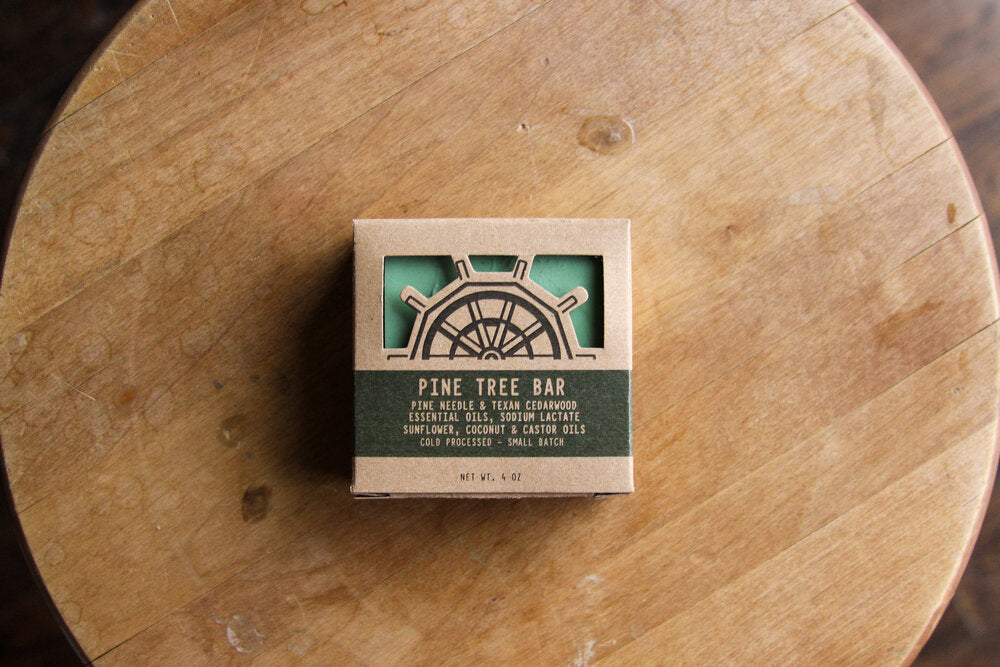 PINE TREE BAR
PINE NEEDLE & TEXAN CEDARWOOD
ESSENTIAL OILS, SODIUM LACTATE
SUNFLOWER, COCONUT & CASTOR OILS
COLD PROCESSED - SMALL BATCH
NET WT. 4 OZ